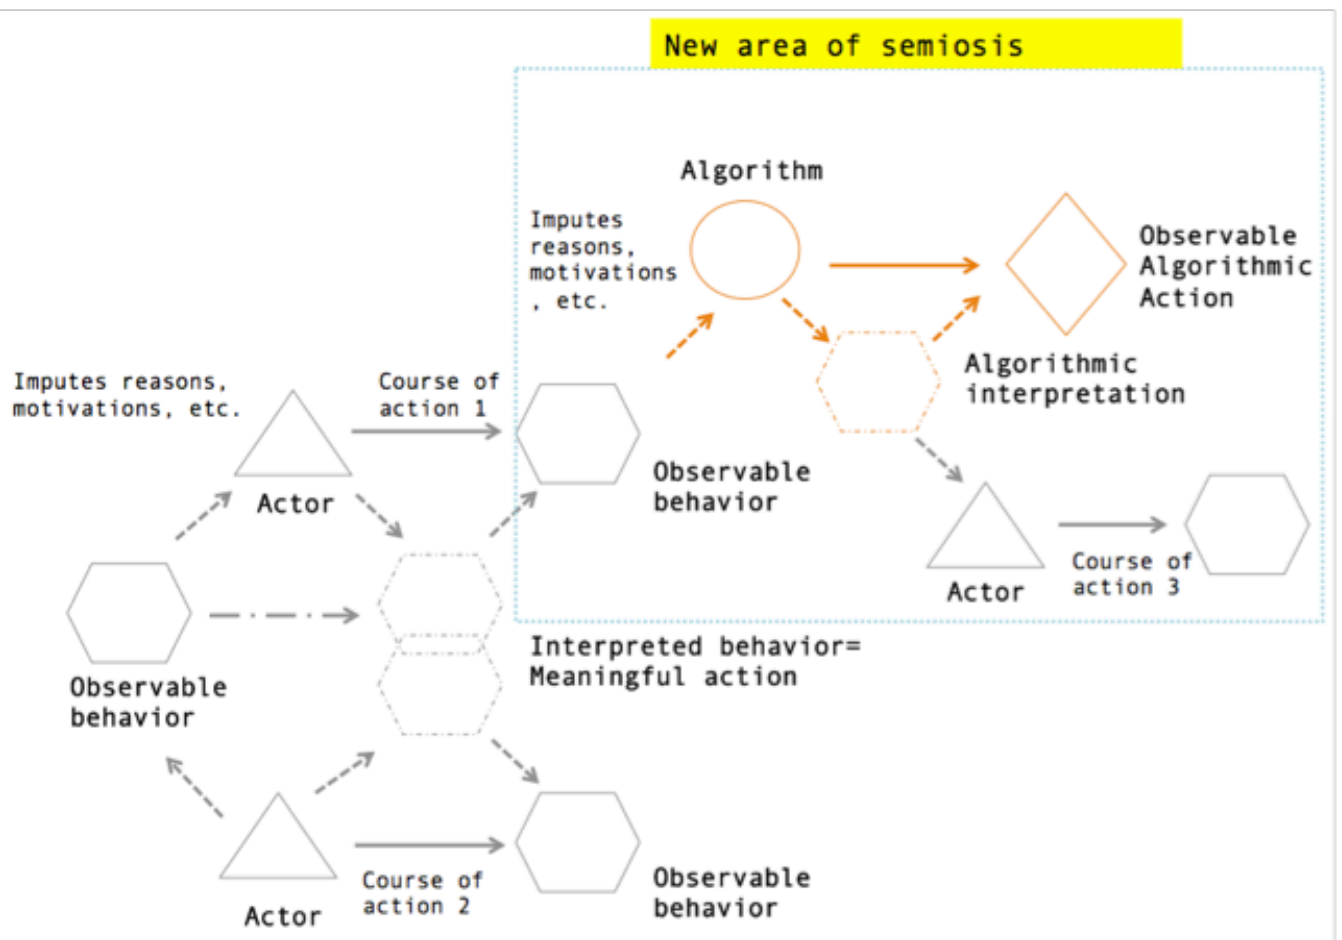 New area of semiosis
Algorithm
Imputes
reasons,
motivations
, etc.
Observable
Algorithmic
Action
Algorithmic
interpretation
Imputes reasons,
motivations, etc.
Course of
action 1
Actor
Observable
behavior
Actor
Course of
action 3
Interpreted behavior=
Meaningful action
Observable
behavior
Actor
Course of
action 2
Observable
behavior